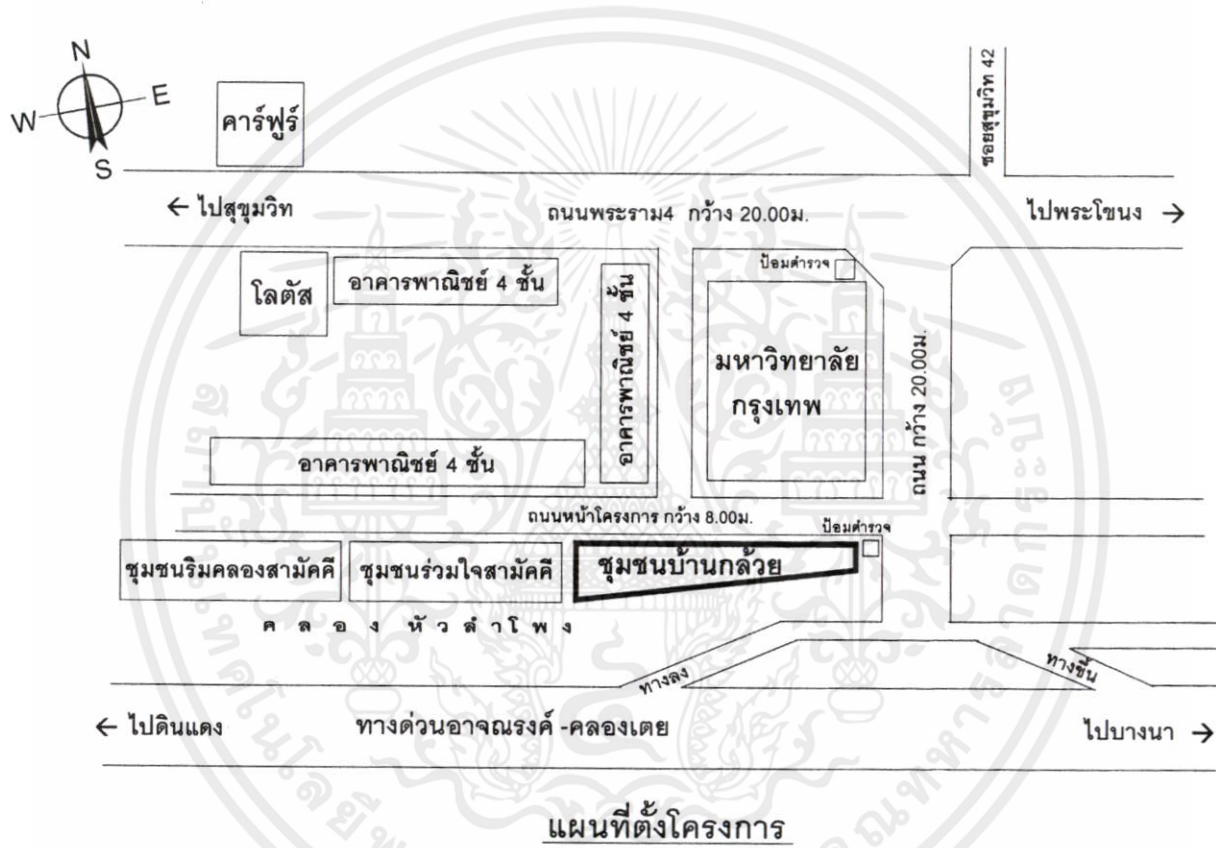 N
W
E
S
คาร์ฟูร์
ซอยสุขุมวิท 42
← ไปสุขุมวิท
ถนนพระราม4 กว้าง 20.00ม.
ไปพระโขนง →
โลตัส
อาคารพาณิชย์ 4 ชั้น
อาคารพาณิชย์ 4 ชั้น
ป้อมตำรวจ
มหาวิทยาลัย
กรุงเทพ
ถนน กว้าง 20.00ม.
อาคารพาณิชย์ 4 ชั้น
ถนนหน้าโครงการ กว้าง 8.00ม.
ป้อมตำรวจ
ชุมชนริมคลองสามัคคี
ชุมชนร่วมใจสามัคคี
ชุมชนบ้านกล้วย
ค ล อ ง หั ว ลำ โ พ ง
ทางลง
ทางขึ้น
← ไปดินแดง
ทางด่วนอาจณรงค์ -คลองเตย
ไปบางนา →
แผนที่ตั้งโครงการ